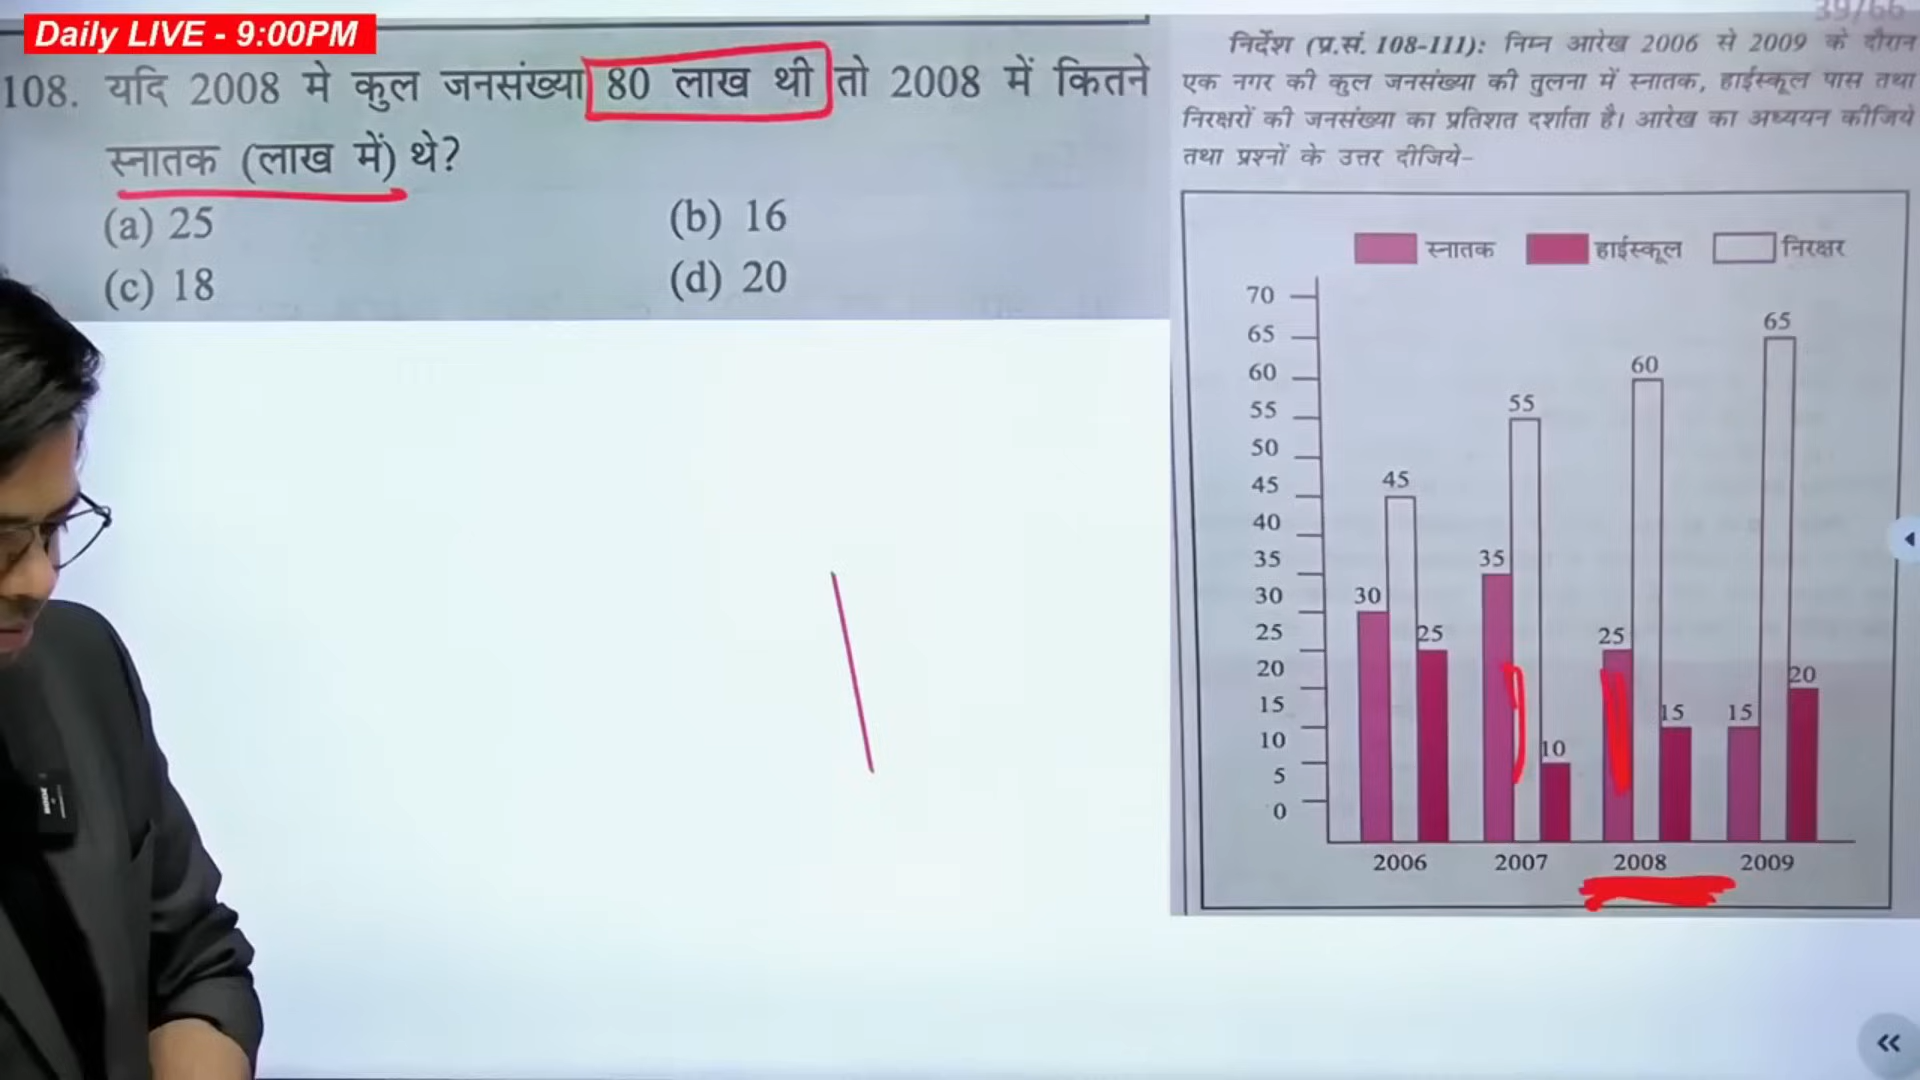 Daily LIVE - 9:00PM
108. यदि 2008 मे कुल जनसंख्या 80 लाख थी तो 2008 में कितने
स्नातक (लाख में) थे?
(a) 25
(b) 16
(c) 18
(d) 20
39/66
निर्देश (प्र.सं. 108-111): निम्न आरेख 2006 से 2009 के दौरान
एक नगर की कुल जनसंख्या की तुलना में स्नातक, हाईस्कूल पास तथा
निरक्षरों की जनसंख्या का प्रतिशत दर्शाता है। आरेख का अध्ययन कीजिये
तथा प्रश्नों के उत्तर दीजिये-
स्नातक हाईस्कूल निरक्षर
70
65
60
55
50
45
40
35
30
25
20
15
10
5
0
30 45 25
35 55 10
25 60 15
15 65 20
2006 2007 2008 2009